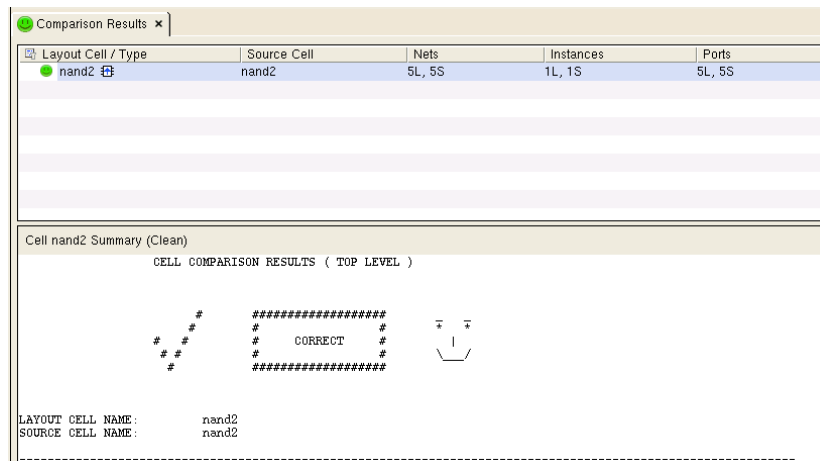 Comparison Results ×
Layout Cell / Type Source Cell Nets Instances Ports
nand2 nand2 5L, 5S 1L, 1S 5L, 5S
Cell nand2 Summary (Clean)
CELL COMPARISON RESULTS ( TOP LEVEL )
# ################### _ _
# # # * *
# # # CORRECT # |
# # # # \___/
# ###################
LAYOUT CELL NAME: nand2
SOURCE CELL NAME: nand2
--------------------------------------------------------------------------------------------------------------